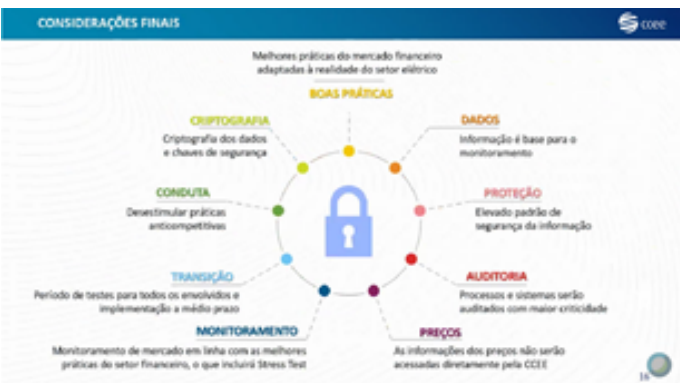 CONSIDERAÇÕES FINAIS
ccee
Melhores práticas do mercado financeiro
adaptadas à realidade do setor elétrico
BOAS PRÁTICAS
CRIPTOGRAFIA
Criptografia dos dados
e chaves de segurança
DADOS
Informação é base para o
monitoramento
CONDUTA
Desestimular práticas
anticompetitivas
PROTEÇÃO
Elevado padrão de
segurança da informação
TRANSIÇÃO
Período de testes para todos os envolvidos e
implementação a médio prazo
AUDITORIA
Processos e sistemas serão
auditados com maior criticidade
MONITORAMENTO
Monitoramento de mercado em linha com as melhores
práticas do setor financeiro, o que incluirá Stress Test
PREÇOS
As informações dos preços não serão
acessadas diretamente pela CCEE
16